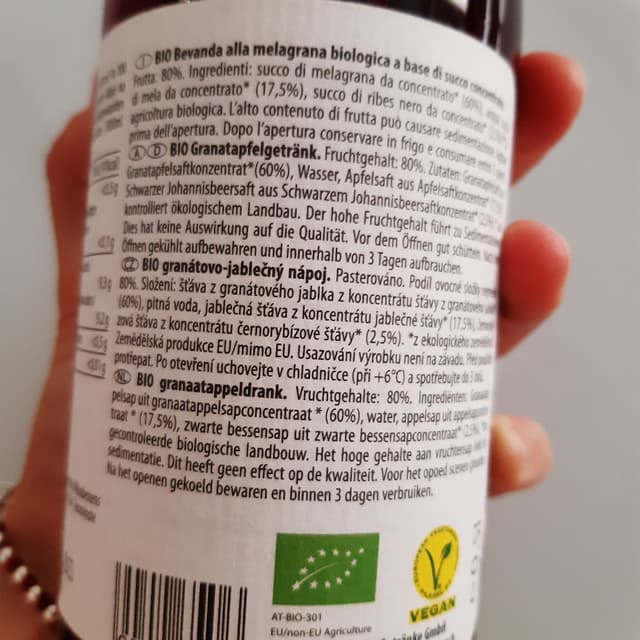 I BIO Bevanda alla melagrana biologica a base di succo
Frutta: 80%. Ingredienti: succo di melagrana da concentrato* (60%),
di mela da concentrato* (17,5%), succo di ribes nero da concentrato*
agricoltura biologica. L'alto contenuto di frutta può causare
prima dell'apertura. Dopo l'apertura conservare in frigo e consumare
A D BIO Granatapfelgetränk. Fruchtgehalt: 80%. Zutaten:
Granatapfelsaftkonzentrat*(60%), Wasser, Apfelsaft aus Apfelsaftkonzentrat*
Schwarzer Johannisbeersaft aus Schwarzem Johannisbeersaftkonzentrat*
kontrolliert ökologischem Landbau. Der hohe Fruchtgehalt führt zu
Dies hat keine Auswirkung auf die Qualität. Vor dem Öffnen gut schütteln.
Öffnen gekühlt aufbewahren und innerhalb von 3 Tagen aufbrauchen.
CZ BIO granátovo-jablečný nápoj. Pasterováno. Podíl ovocné složky
80%. Složení: šťáva z granátového jablka z koncentrátu šťávy z
(60%), pitná voda, jablečná šťáva z koncentrátu jablečné šťávy* (17,5%),
zová šťáva z koncentrátu černorybízové šťávy* (2,5%). *z ekologického
Zemědělská produkce EU/mimo EU. Usazování výrobku není na závadu. Před
protřepat. Po otevření uchovejte v chladničce (při +6°C) a spotřebujte do 3
NL BIO granaatappeldrank. Vruchtgehalte: 80%. Ingrediënten:
pelsap uit granaatappelsapconcentraat * (60%), water, appelsap uit
traat * (17,5%), zwarte bessensap uit zwarte bessensapconcentraat*
gecontroleerde biologische landbouw. Het hoge gehalte aan vruchtensap
sedimentatie. Dit heeft geen effect op de kwaliteit. Voor het
Na het openen gekoeld bewaren en binnen 3 dagen verbruiken.
VEGAN
AT-BIO-301
EU/non-EU Agriculture
GmbH